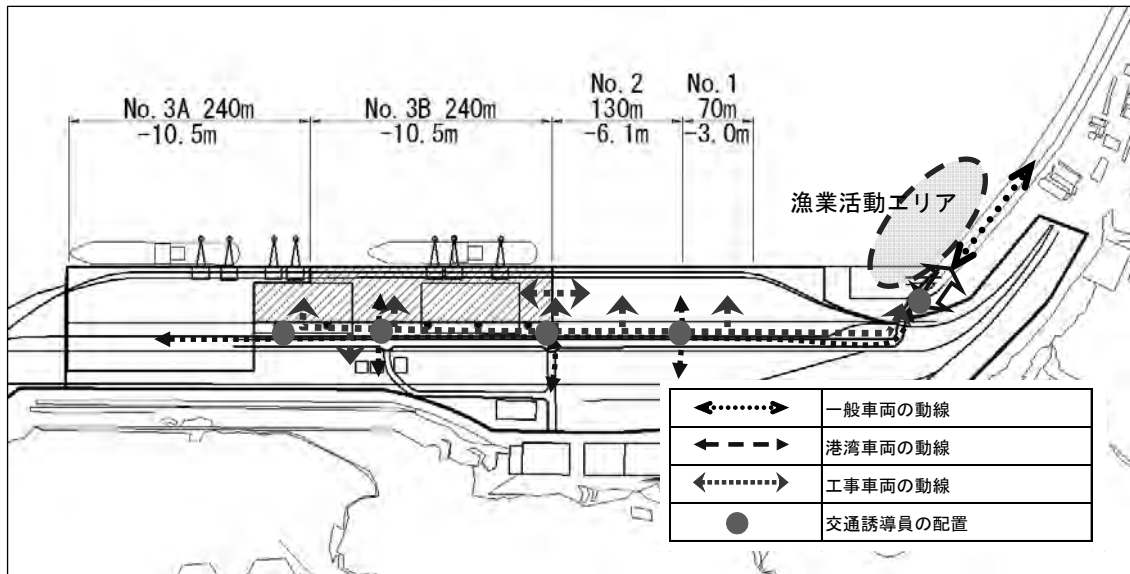 No. 3A 240m
-10.5m
No. 3B 240m
-10.5m
No. 2
130m
-6.1m
No. 1
70m
-3.0m
漁業活動エリア
一般車両の動線
港湾車両の動線
工事車両の動線
交通誘導員の配置